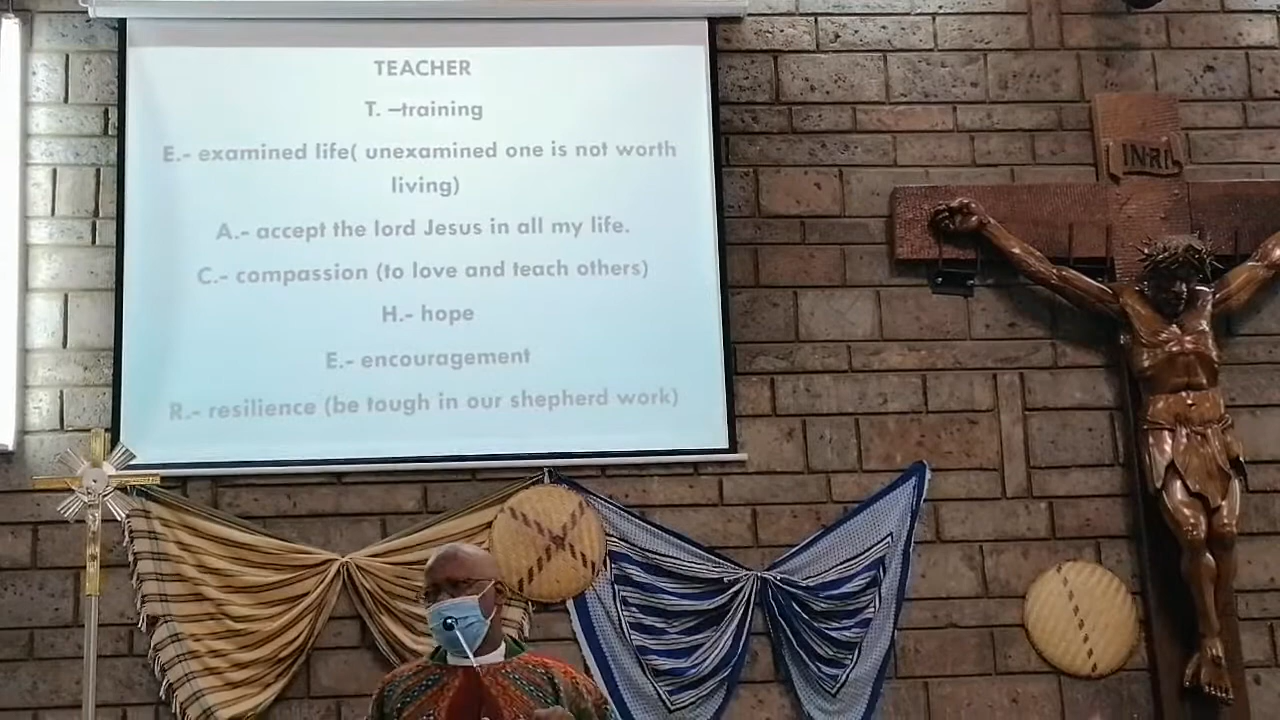 TEACHER
T. –training
E.- examined life( unexamined one is not worth
living)
A.- accept the lord Jesus in all my life.
C.- compassion (to love and teach others)
H.- hope
E.- encouragement
R.- resilience (be tough in our shepherd work)
INRI